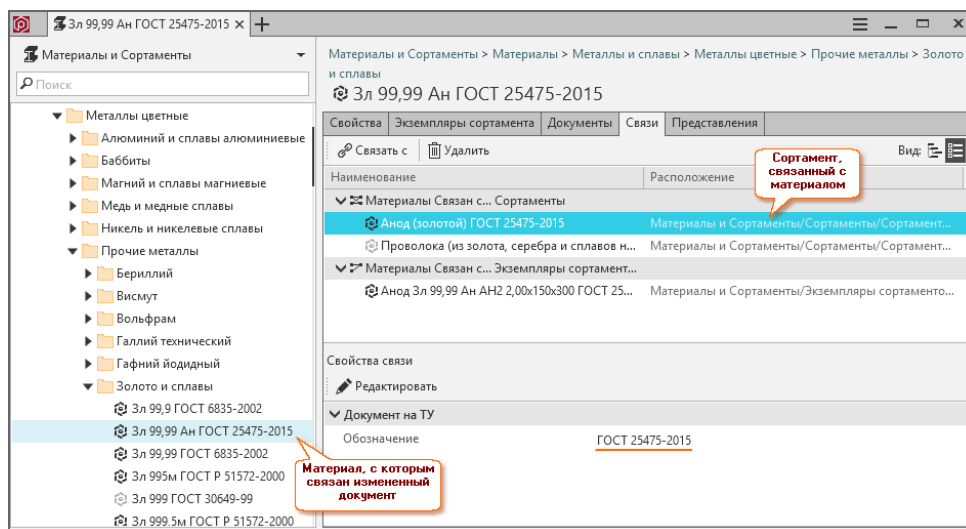 Зл 99,99 Ан ГОСТ 25475-2015
Материалы и Сортаменты
Поиск
Металлы цветные
Алюминий и сплавы алюминиевые
Баббиты
Магний и сплавы магниевые
Медь и медные сплавы
Никель и никелевые сплавы
Прочие металлы
Бериллий
Висмут
Вольфрам
Галлий технический
Гафний йодидный
Золото и сплавы
Зл 99,9 ГОСТ 6835-2002
Зл 99,99 Ан ГОСТ 25475-2015
Зл 99,99 ГОСТ 6835-2002
Зл 995м ГОСТ Р 51572-2000
Зл 999 ГОСТ 30649-99
Зл 999.5м ГОСТ Р 51572-2000
Материал, с которым
связан измененный
документ
Материалы и Сортаменты > Материалы > Металлы и сплавы > Металлы цветные > Прочие металлы > Золото
и сплавы
Зл 99,99 Ан ГОСТ 25475-2015
Свойства Экземпляры сортамента Документы Связи Представления
Связать с Удалить Вид:
Наименование Расположение
Сортамент,
связанный с
материалом
Материалы Связан с... Сортаменты
Анод (золотой) ГОСТ 25475-2015 Материалы и Сортаменты/Сортаменты/Сортамент...
Проволока (из золота, серебра и сплавов н... Материалы и Сортаменты/Сортаменты/Сортамент...
Материалы Связан с... Экземпляры сортамент...
Анод Зл 99,99 Ан АН2 2,00х150х300 ГОСТ 25... Материалы и Сортаменты/Экземпляры сортаменто...
Свойства связи
Редактировать
Документ на ТУ
Обозначение ГОСТ 25475-2015